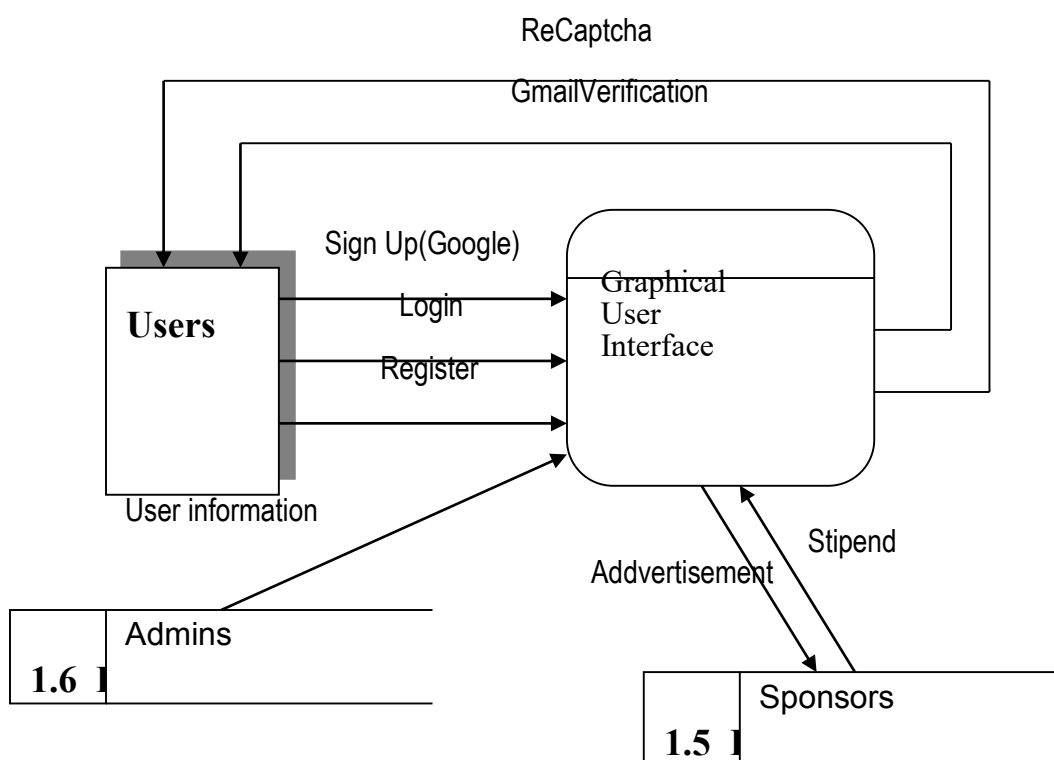 ReCaptcha
GmailVerification
Sign Up(Google)
Login
Register
Users
Graphical
User
Interface
User information
Stipend
Addvertisement
Admins
1.6
Sponsors
1.5